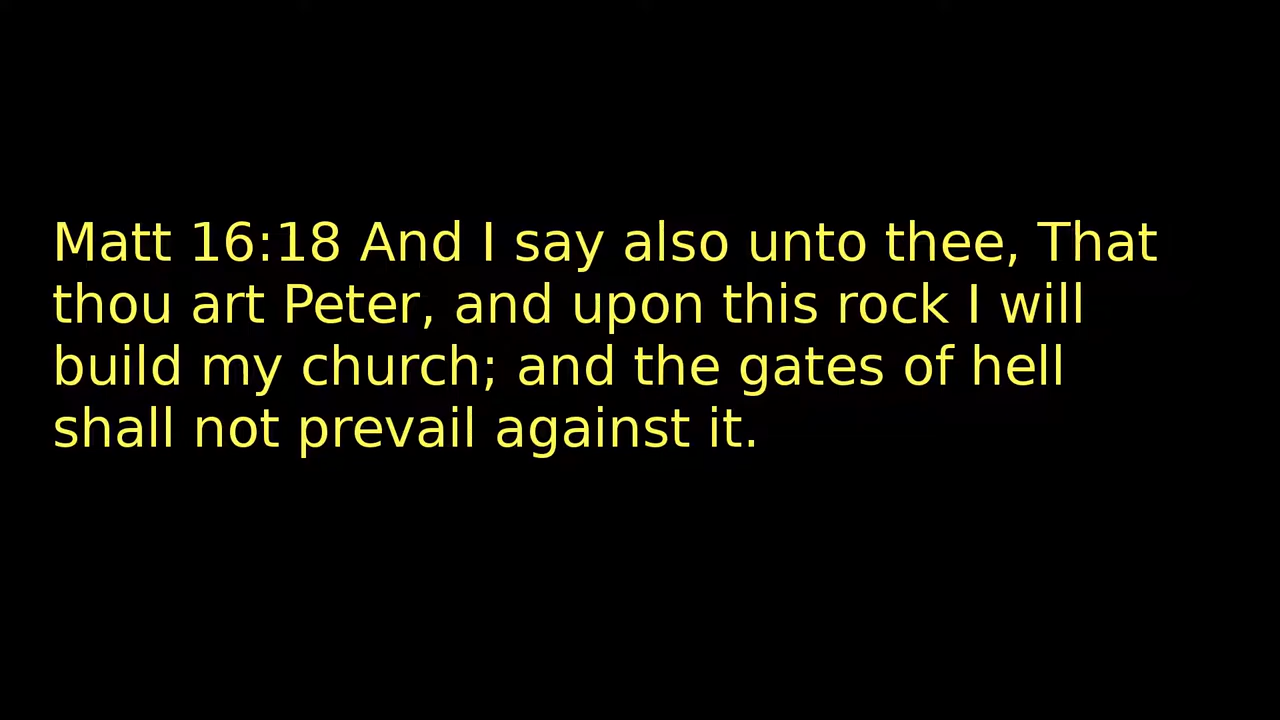 Matt 16:18 And I say also unto thee, That
thou art Peter, and upon this rock I will
build my church; and the gates of hell
shall not prevail against it.